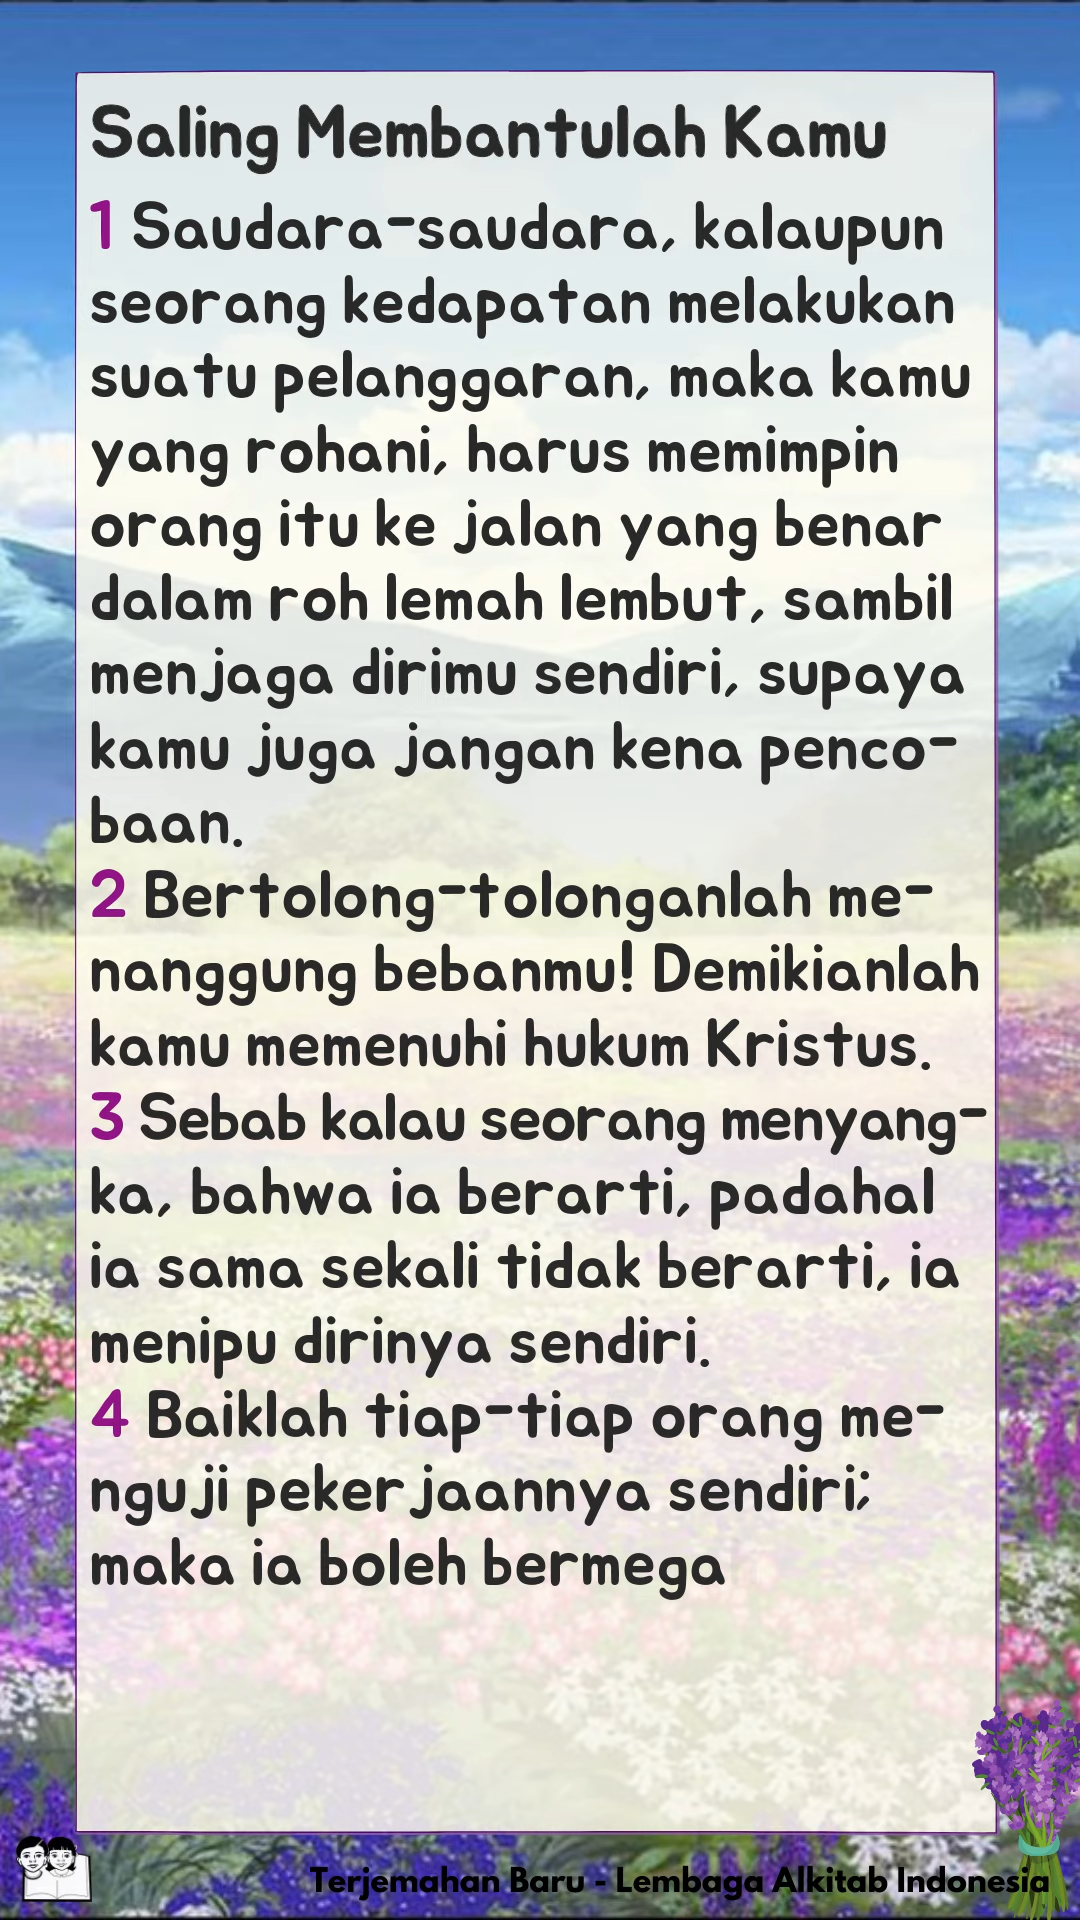 Saling Membantulah Kamu
1 Saudara-saudara, kalaupun
seorang kedapatan melakukan
suatu pelanggaran, maka kamu
yang rohani, harus memimpin
orang itu ke jalan yang benar
dalam roh lemah lembut, sambil
menjaga dirimu sendiri, supaya
kamu juga jangan kena penco-
baan.
2 Bertolong-tolonganlah me-
nanggung bebanmu! Demikianlah
kamu memenuhi hukum Kristus.
3 Sebab kalau seorang menyang-
ka, bahwa ia berarti, padahal
ia sama sekali tidak berarti, ia
menipu dirinya sendiri.
4 Baiklah tiap-tiap orang me-
nguji pekerjaannya sendiri;
maka ia boleh bermega
Terjemahan Baru - Lembaga Alkitab Indonesia